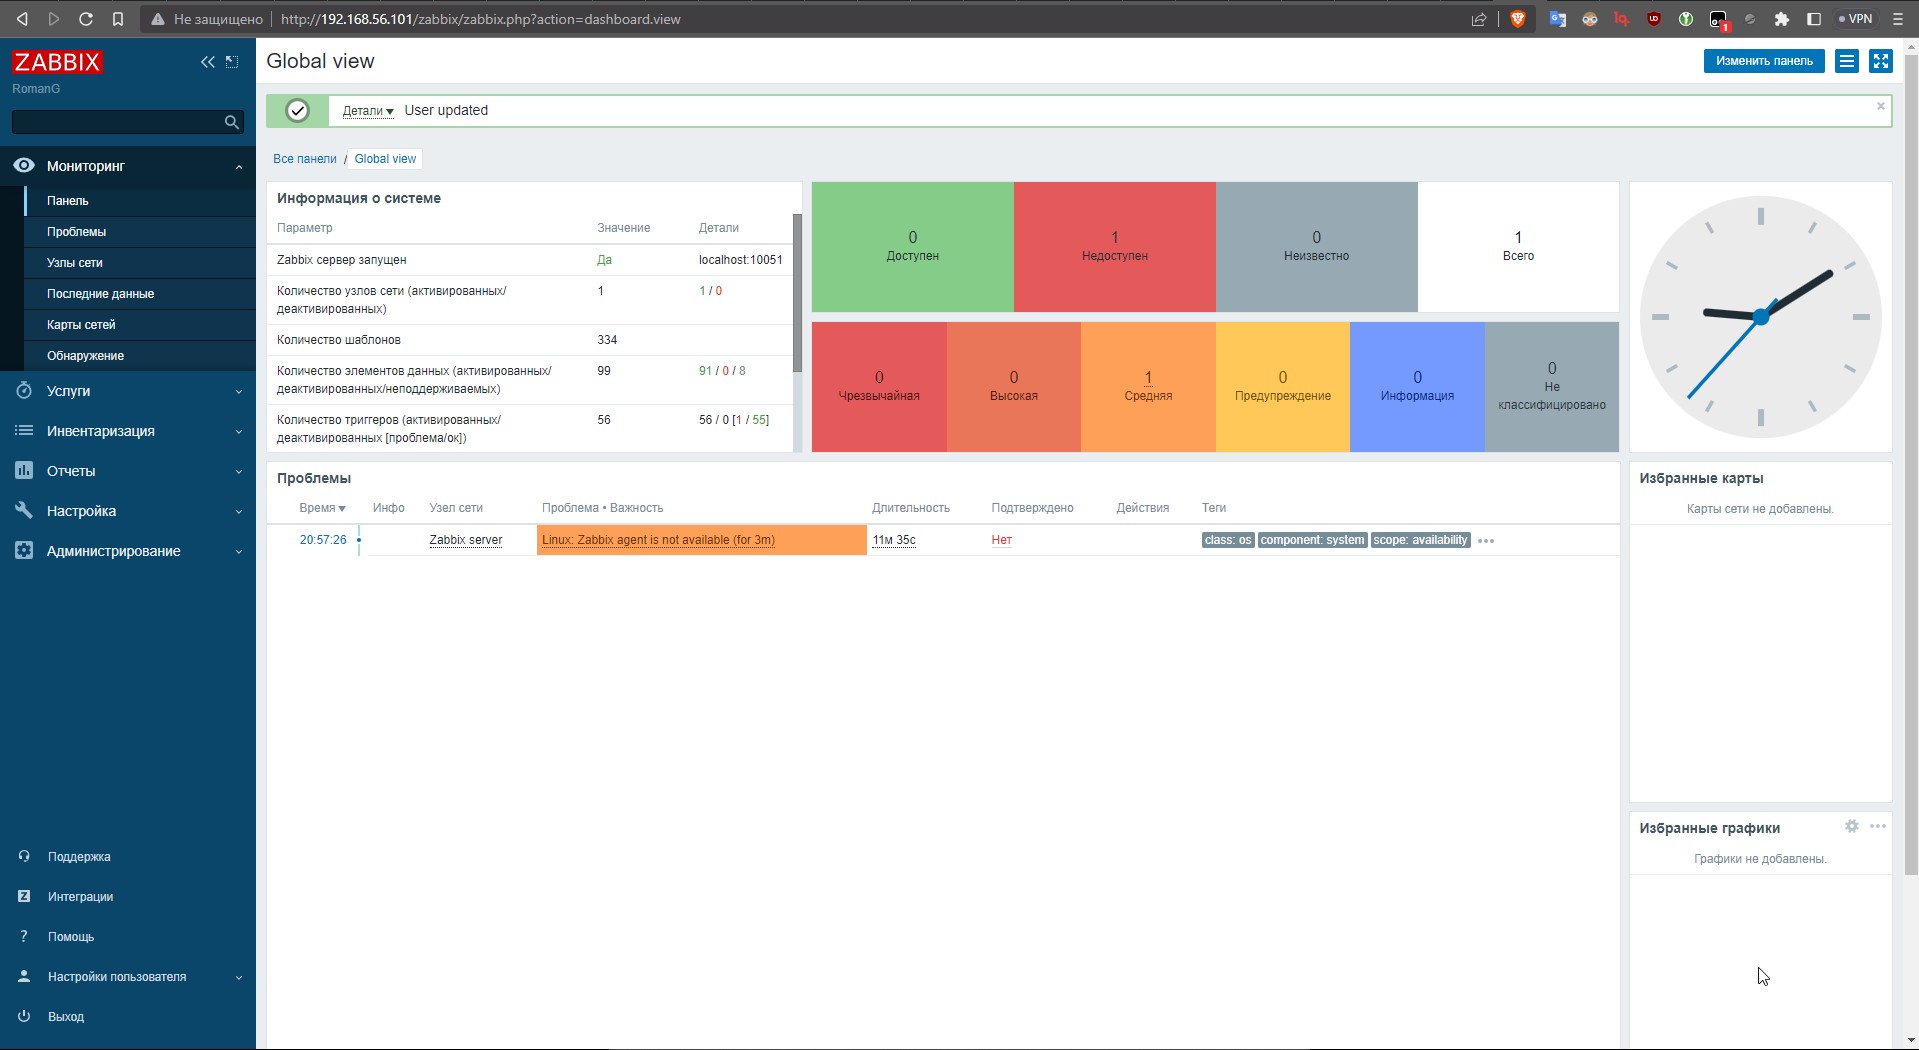 Не защищено
http://192.168.56.101/zabbix/zabbix.php?action=dashboard.view
1
VPN
ZABBIX
RomanG
Мониторинг
Панель
Проблемы
Узлы сети
Последние данные
Карты сетей
Обнаружение
Услуги
Инвентаризация
Отчеты
Настройка
Администрирование
Поддержка
Z Интеграции
? Помощь
Настройки пользователя
Выход
Global view
Изменить панель
Детали User updated
Все панели / Global view
Информация о системе
Параметр Значение Детали
Zabbix сервер запущен Да localhost:10051
Количество узлов сети (активированных/ 1 1 / 0
деактивированных)
Количество шаблонов 334
Количество элементов данных (активированных/ 99 91 / 0 / 8
деактивированных/неподдерживаемых)
Количество триггеров (активированных/ 56 56 / 0 [1 / 55]
деактивированных [проблема/ок])
0
Доступен
1
Недоступен
0
Неизвестно
1
Всего
0
Чрезвычайная
0
Высокая
1
Средняя
0
Предупреждение
0
Информация
0
Не
классифицировано
Проблемы
Время Инфо Узел сети Проблема • Важность Длительность Подтверждено Действия Теги
20:57:26 Zabbix server Linux: Zabbix agent is not available (for 3m) 11м 35с Нет class: os component: system scope: availability
Избранные карты
Карты сети не добавлены.
Избранные графики
Графики не добавлены.